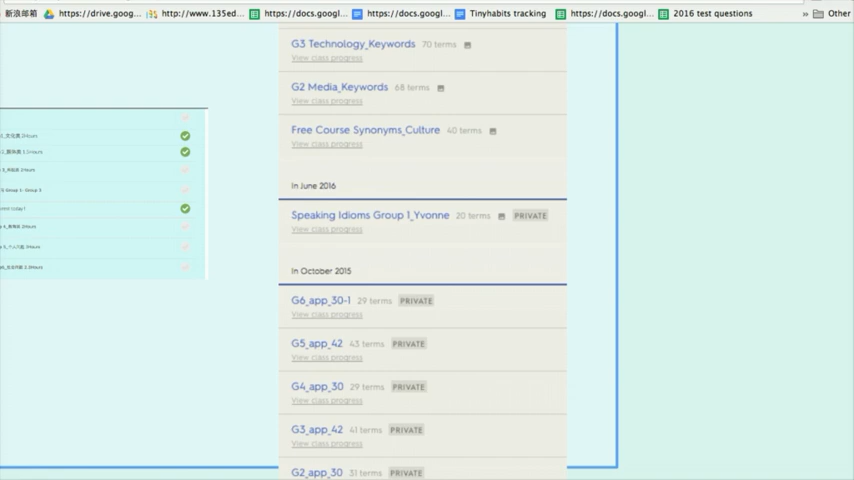 新浪邮箱 https://drive.goog... http://www.135ed... https://docs.googl... https://docs.googl... Tinyhabits tracking https://docs.googl... 2016 test questions » Other
G3 Technology_Keywords 70 terms
View class progress
G2 Media_Keywords 68 terms
View class progress
Free Course Synonyms_Culture 40 terms
View class progress
In June 2016
Speaking Idioms Group 1_Yvonne 20 terms PRIVATE
View class progress
In October 2015
G6_app_30-1 29 terms PRIVATE
View class progress
G5_app_42 43 terms PRIVATE
View class progress
G4_app_30 29 terms PRIVATE
View class progress
G3_app_42 41 terms PRIVATE
View class progress
G2_app_30 31 terms PRIVATE